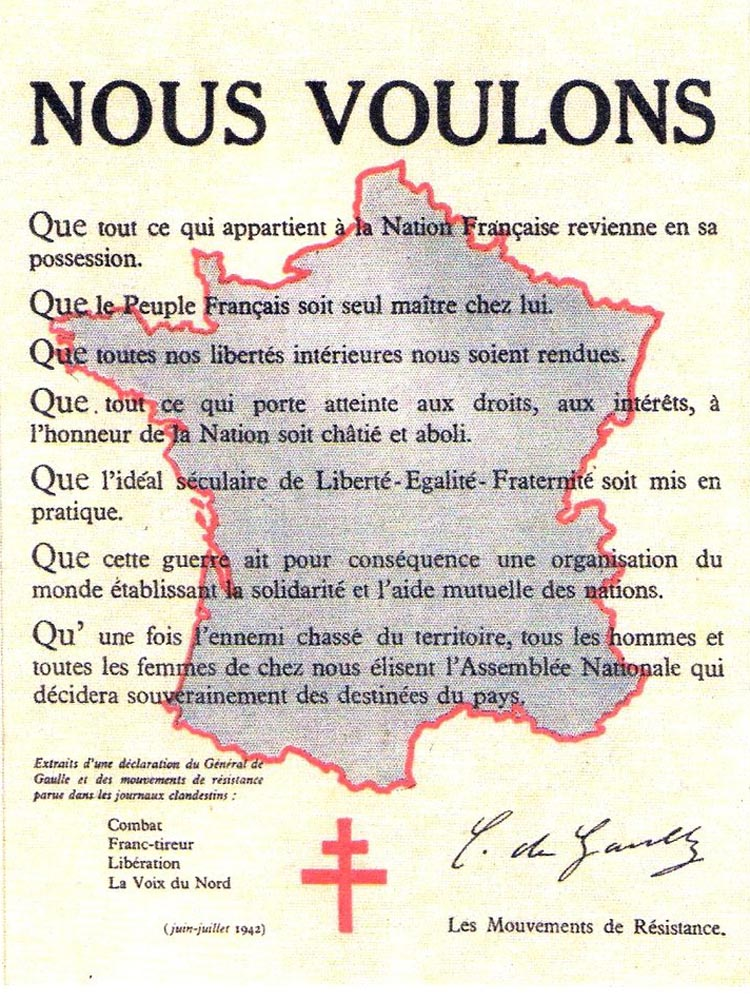 NOUS VOULONS
Que tout ce qui appartient à la Nation Française revienne en sa
possession.
Que le Peuple Français soit seul maître chez lui.
Que toutes nos libertés intérieures nous soient rendues.
Que tout ce qui porte atteinte aux droits, aux intérêts, à
l'honneur de la Nation soit châtié et aboli.
Que l'idéal séculaire de Liberté-Egalité-Fraternité soit mis en
pratique.
Que cette guerre ait pour conséquence une organisation du
monde établissant la solidarité et l'aide mutuelle des nations.
Qu' une fois l'ennemi chassé du territoire, tous les hommes et
toutes les femmes de chez nous élisent l'Assemblée Nationale qui
décidera souverainement des destinées du pays.
Extraits d'une déclaration du Général de
Gaulle et des mouvements de résistance
parue dans les journaux clandestins :
Combat
Franc-tireur
Libération
La Voix du Nord
(juin-juillet 1942)
C. de Gaulle
Les Mouvements de Résistance.